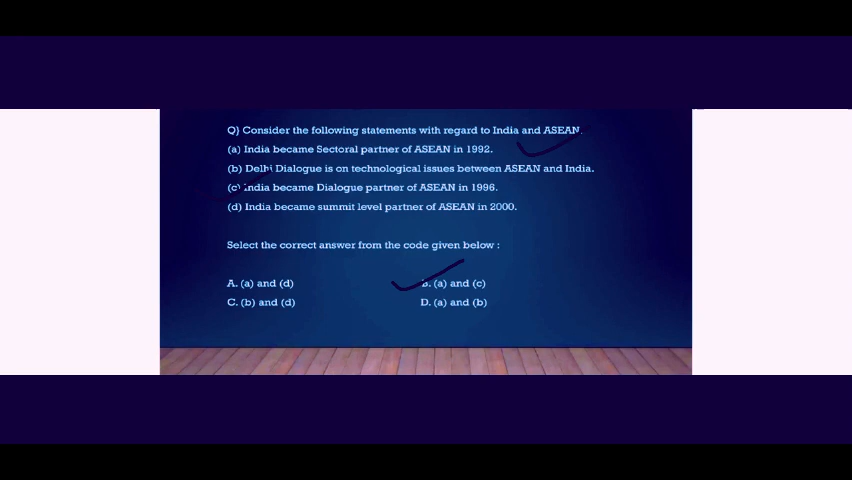 Q) Consider the following statements with regard to India and ASEAN.
(a) India became Sectoral partner of ASEAN in 1992.
(b) Delhi Dialogue is on technological issues between ASEAN and India.
(c) India became Dialogue partner of ASEAN in 1996.
(d) India became summit level partner of ASEAN in 2000.
Select the correct answer from the code given below :
A. (a) and (d) B. (a) and (c)
C. (b) and (d) D. (a) and (b)